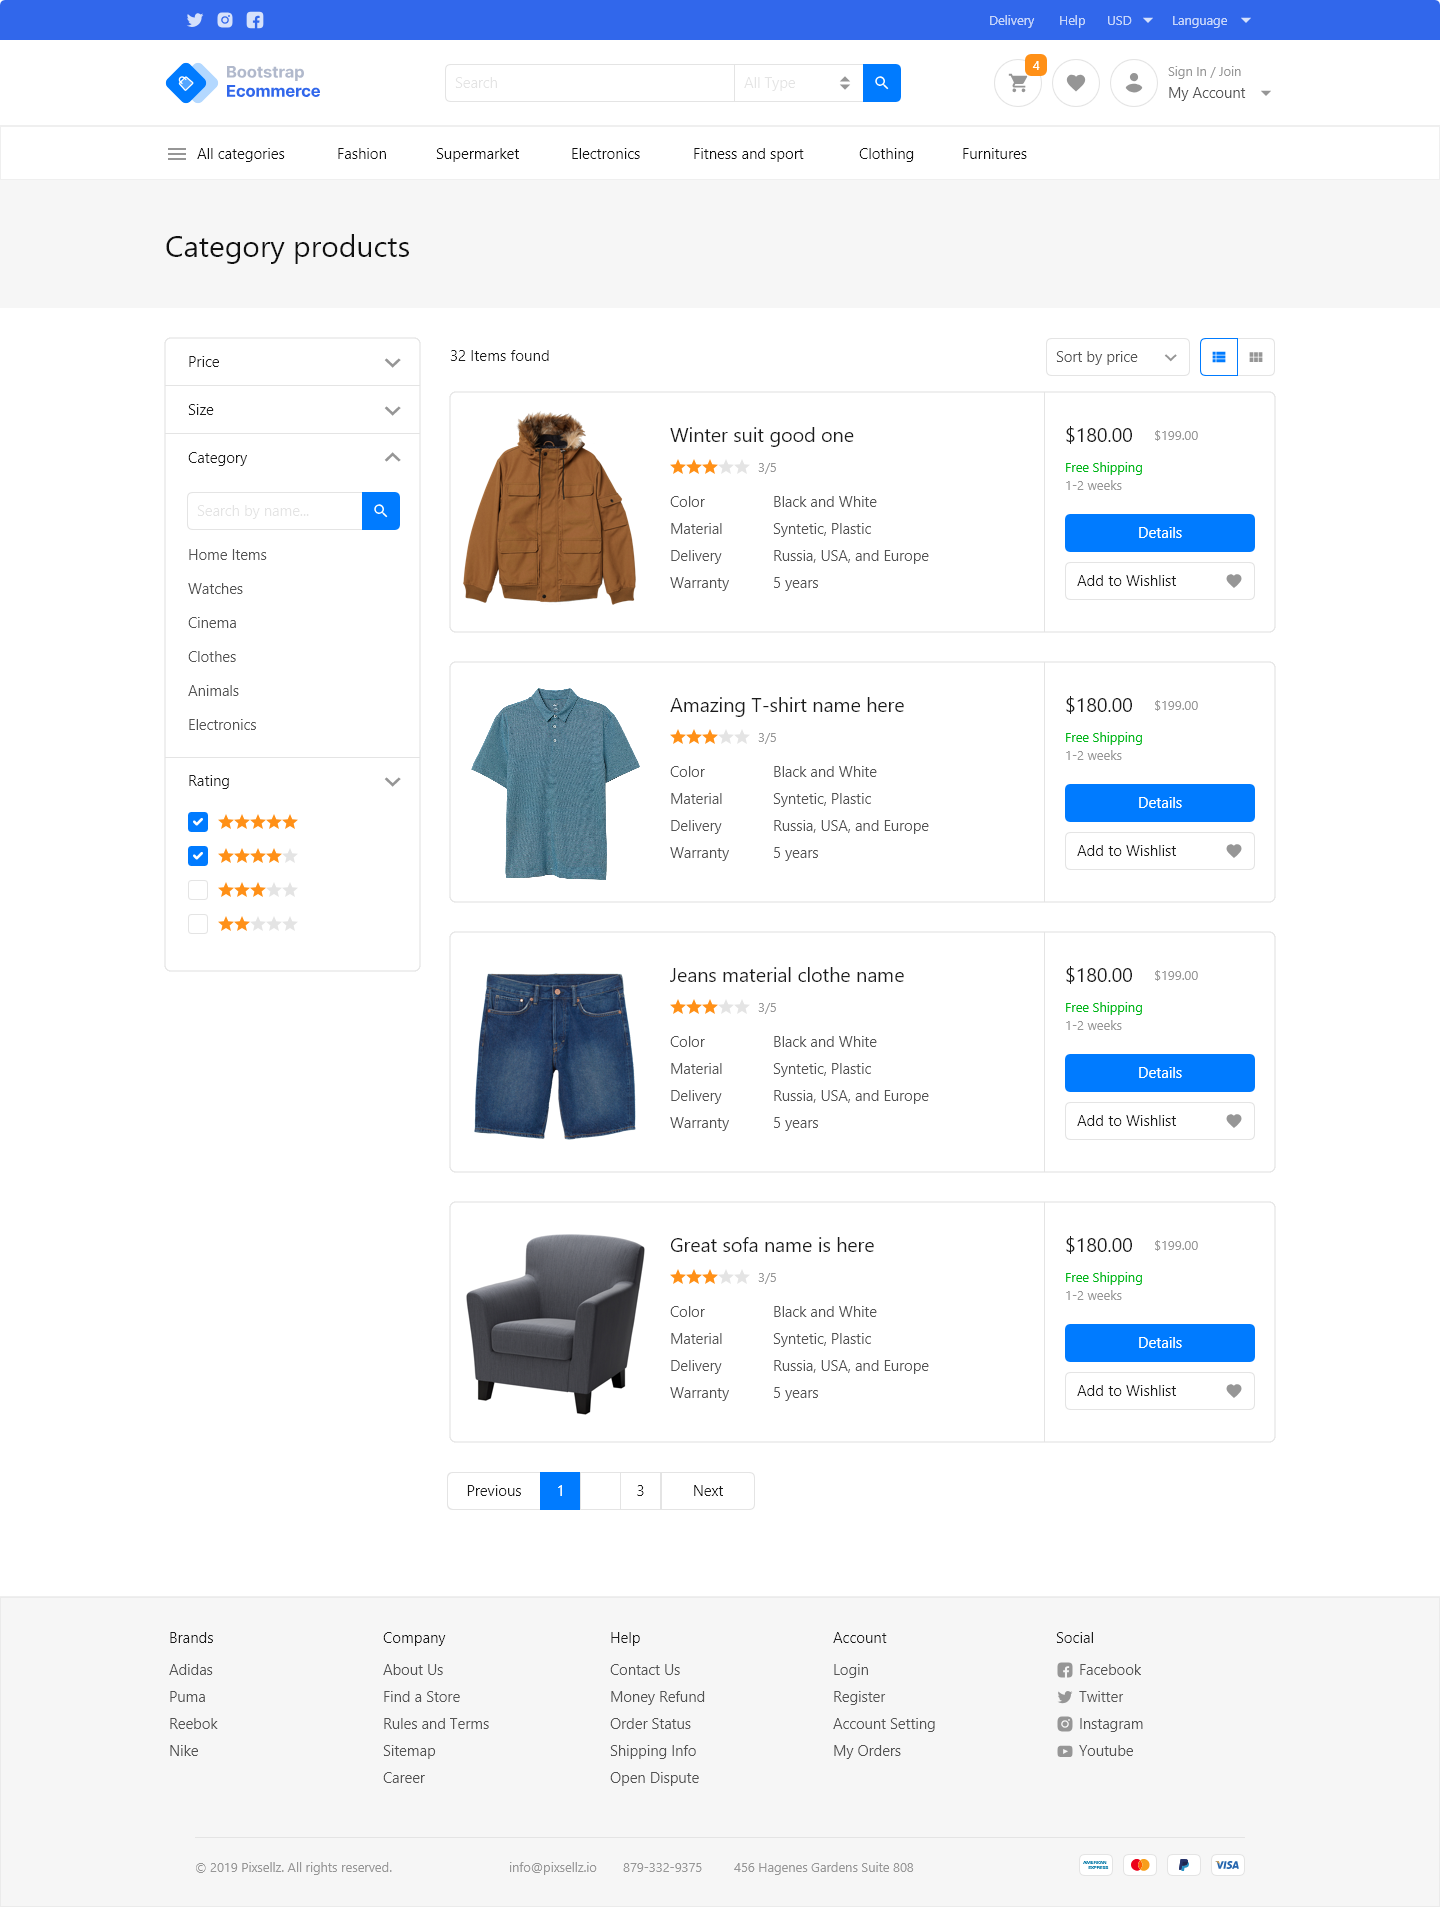 Delivery Help USD Language
Bootstrap
Ecommerce
Search All Type
4
Sign In / Join
My Account
All categories Fashion Supermarket Electronics Fitness and sport Clothing Furnitures
Category products
Price
Size
Category
Search by name...
Home Items
Watches
Cinema
Clothes
Animals
Electronics
Rating
32 Items found
Sort by price
Winter suit good one
3/5
Color Black and White
Material Syntetic, Plastic
Delivery Russia, USA, and Europe
Warranty 5 years
$180.00 $199.00
Free Shipping
1-2 weeks
Details
Add to Wishlist
Amazing T-shirt name here
3/5
Color Black and White
Material Syntetic, Plastic
Delivery Russia, USA, and Europe
Warranty 5 years
$180.00 $199.00
Free Shipping
1-2 weeks
Details
Add to Wishlist
Jeans material clothe name
3/5
Color Black and White
Material Syntetic, Plastic
Delivery Russia, USA, and Europe
Warranty 5 years
$180.00 $199.00
Free Shipping
1-2 weeks
Details
Add to Wishlist
Great sofa name is here
3/5
Color Black and White
Material Syntetic, Plastic
Delivery Russia, USA, and Europe
Warranty 5 years
$180.00 $199.00
Free Shipping
1-2 weeks
Details
Add to Wishlist
Previous 1 3 Next
Brands
Adidas
Puma
Reebok
Nike
Company
About Us
Find a Store
Rules and Terms
Sitemap
Career
Help
Contact Us
Money Refund
Order Status
Shipping Info
Open Dispute
Account
Login
Register
Account Setting
My Orders
Social
Facebook
Twitter
Instagram
Youtube
© 2019 Pixsellz. All rights reserved. info@pixsellz.io 879-332-9375 456 Hagenes Gardens Suite 808
AMERICAN
EXPRESS
VISA